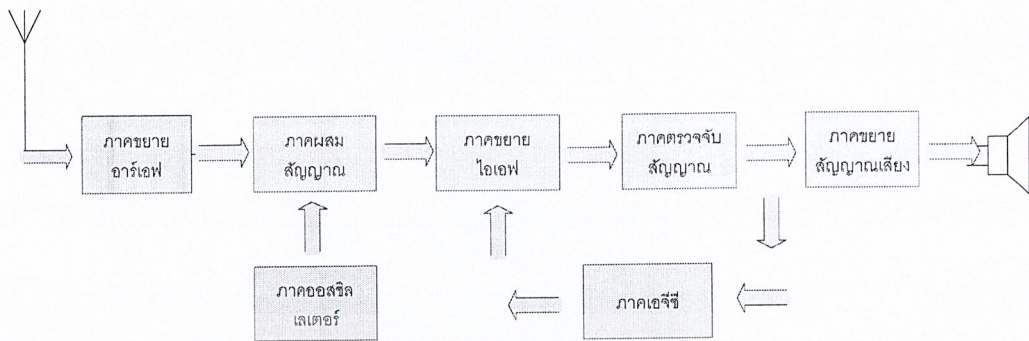 ภาคขยาย
อาร์เอฟ
ภาคผสม
สัญญาณ
ภาคขยาย
ไอเอฟ
ภาคตรวจจับ
สัญญาณ
ภาคขยาย
สัญญาณเสียง
ภาคออสซิล
เลเตอร์
ภาคเอจีซี